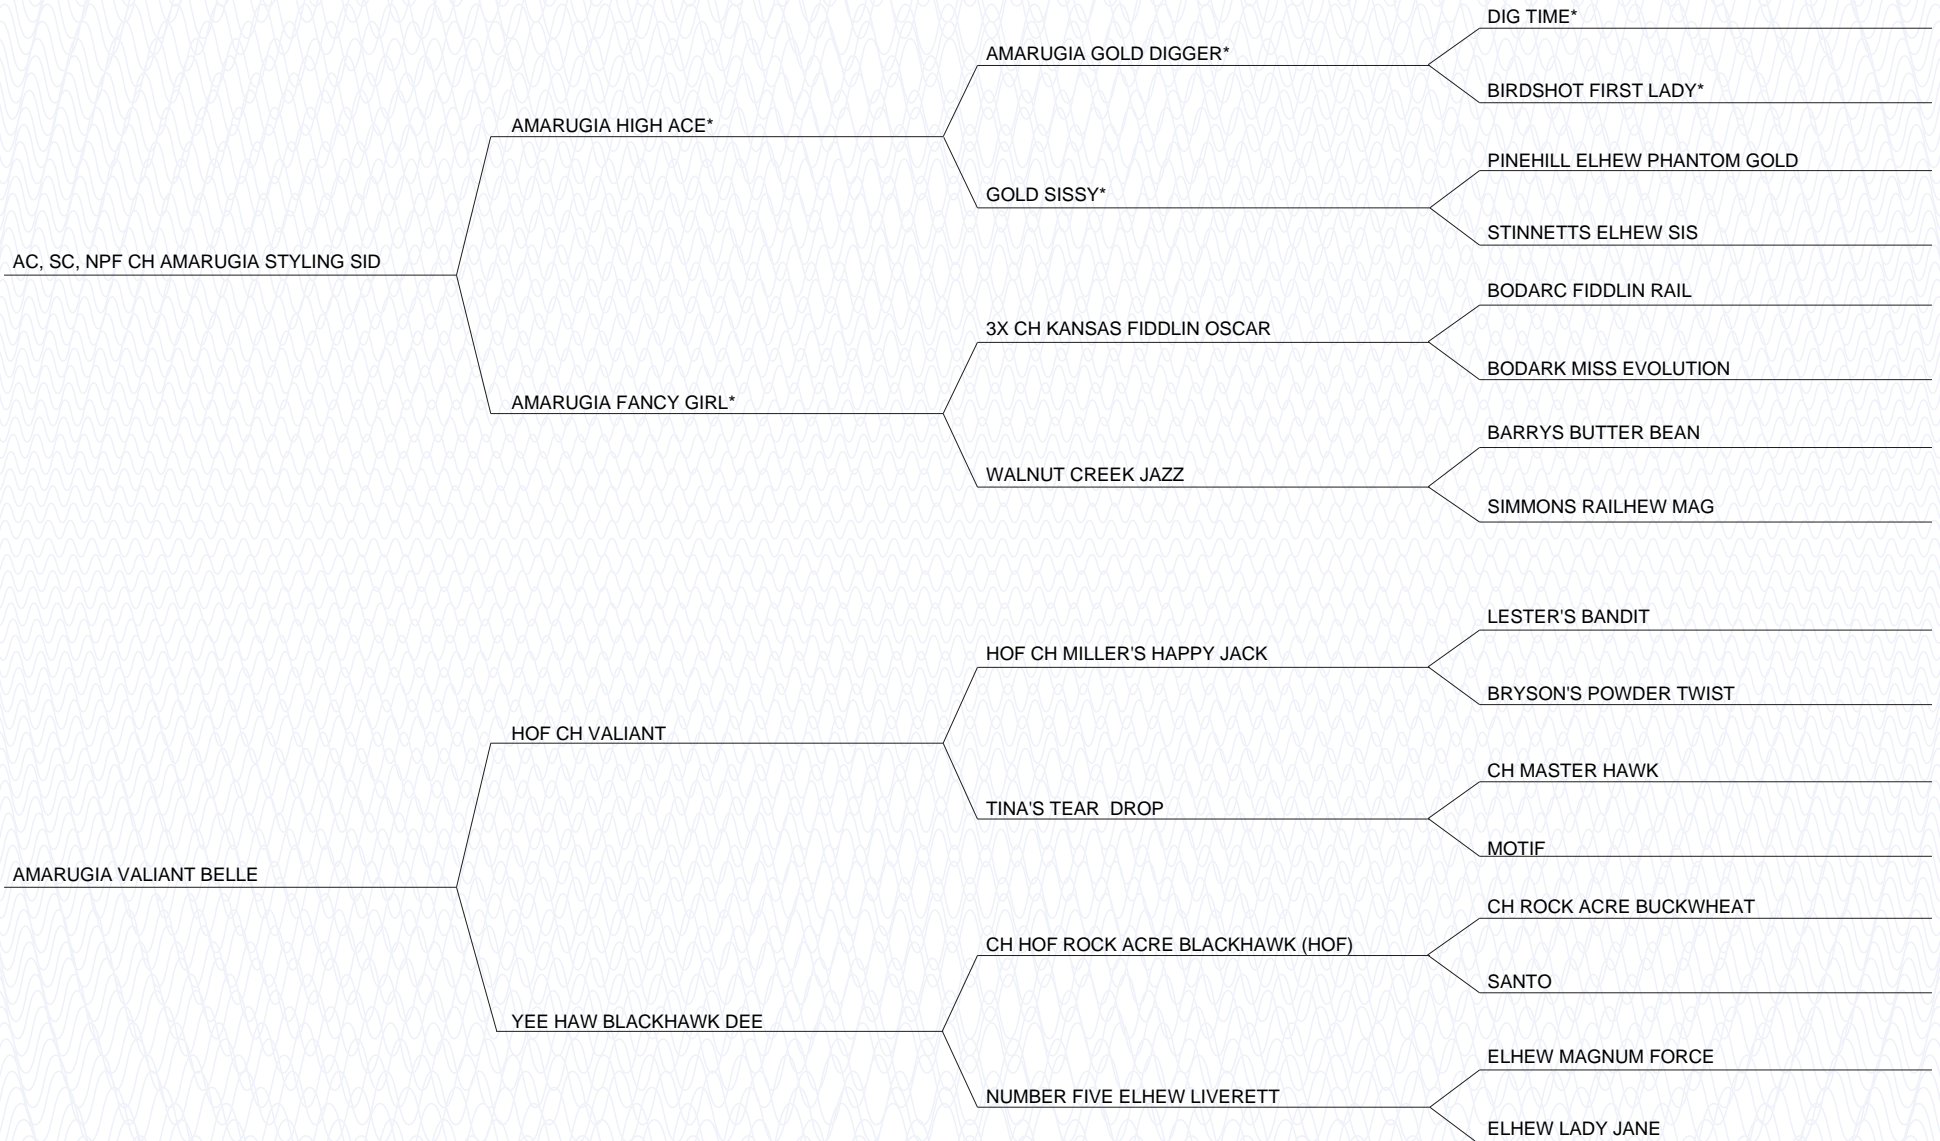 DIG TIME*
AMARUGIA GOLD DIGGER*
BIRDSHOT FIRST LADY*
AMARUGIA HIGH ACE*
PINEHILL ELHEW PHANTOM GOLD
GOLD SISSY*
STINNETTS ELHEW SIS
AC, SC, NPF CH AMARUGIA STYLING SID
BODARC FIDDLIN RAIL
3X CH KANSAS FIDDLIN OSCAR
BODARK MISS EVOLUTION
AMARUGIA FANCY GIRL*
BARRYS BUTTER BEAN
WALNUT CREEK JAZZ
SIMMONS RAILHEW MAG
LESTER'S BANDIT
HOF CH MILLER'S HAPPY JACK
BRYSON'S POWDER TWIST
HOF CH VALIANT
CH MASTER HAWK
TINA'S TEAR  DROP
MOTIF
AMARUGIA VALIANT BELLE
CH ROCK ACRE BUCKWHEAT
CH HOF ROCK ACRE BLACKHAWK (HOF)
SANTO
YEE HAW BLACKHAWK DEE
ELHEW MAGNUM FORCE
NUMBER FIVE ELHEW LIVERETT
ELHEW LADY JANE